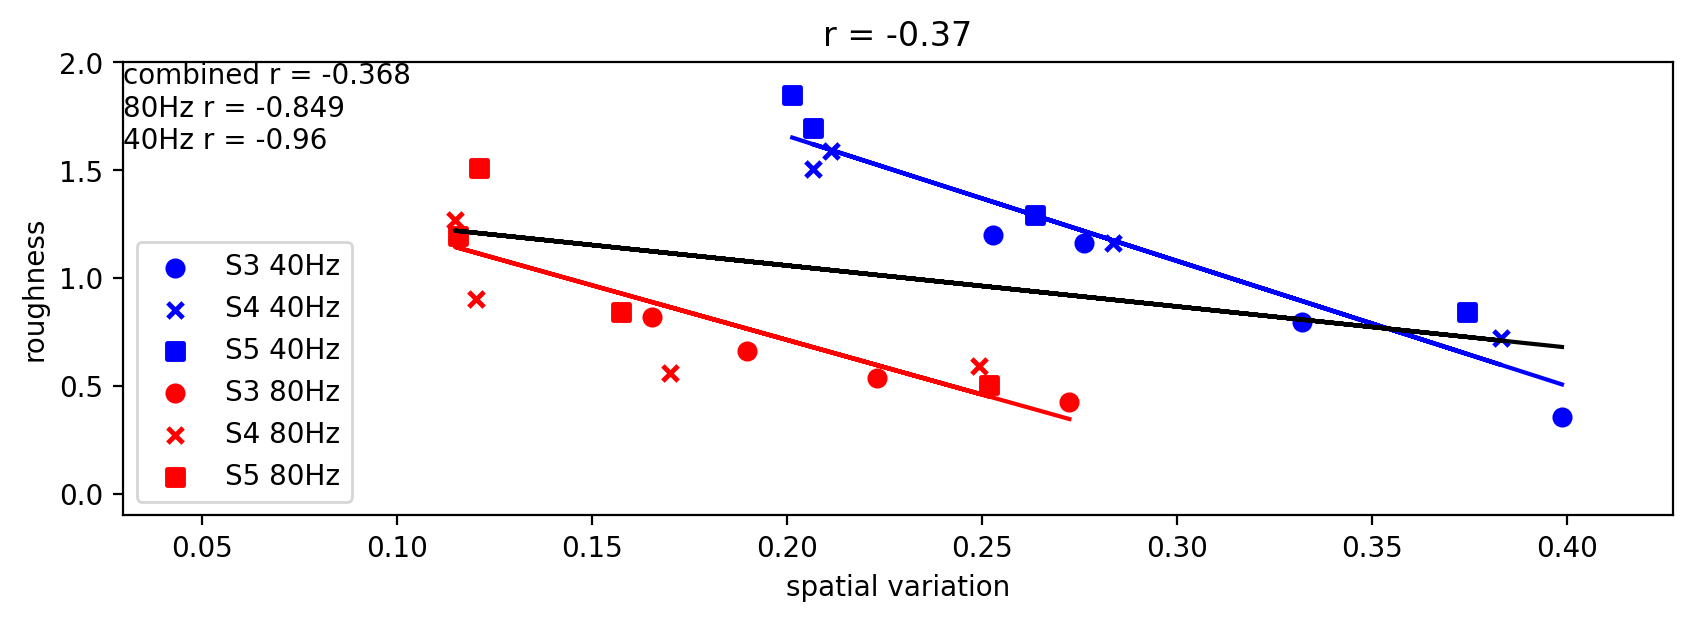 r = -0.37
combined r = -0.368
80Hz r = -0.849
40Hz r = -0.96
2.0
1.5
1.0
0.5
0.0
roughness
S3 40Hz
S4 40Hz
S5 40Hz
S3 80Hz
S4 80Hz
S5 80Hz
0.05 0.10 0.15 0.20 0.25 0.30 0.35 0.40
spatial variation